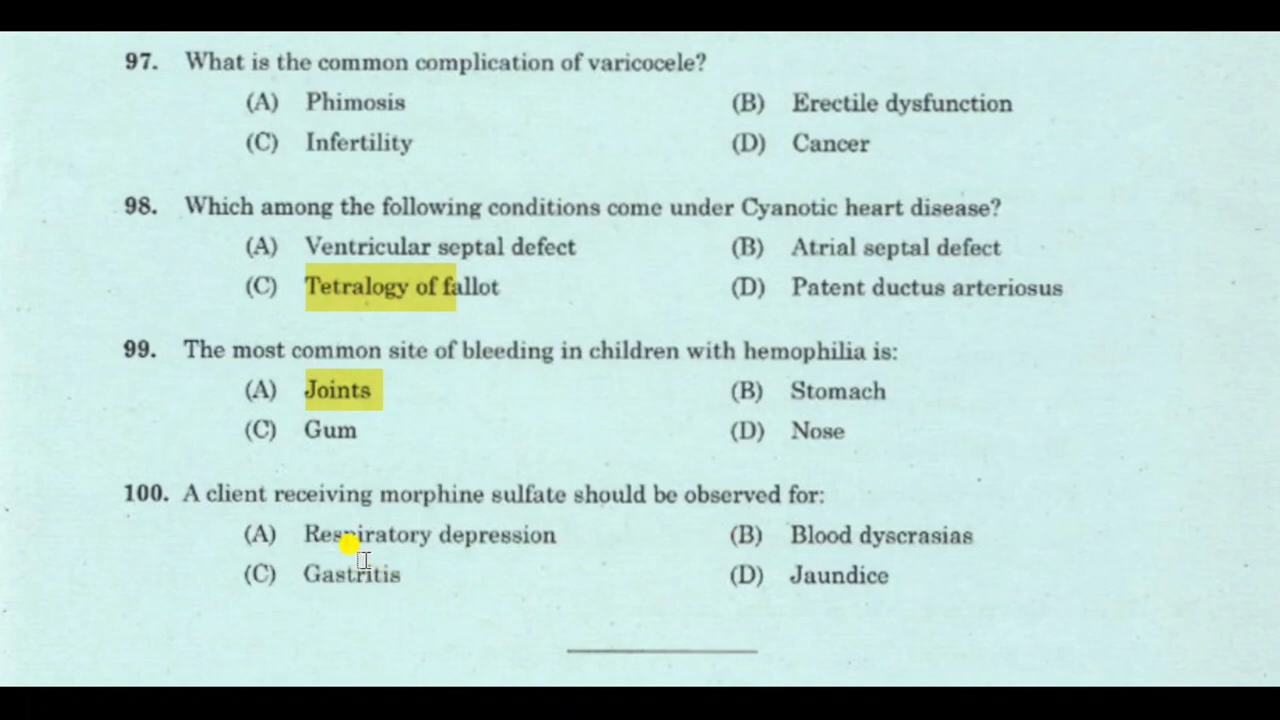 97. What is the common complication of varicocele?
(A) Phimosis (B) Erectile dysfunction
(C) Infertility (D) Cancer
98. Which among the following conditions come under Cyanotic heart disease?
(A) Ventricular septal defect (B) Atrial septal defect
(C) Tetralogy of fallot (D) Patent ductus arteriosus
99. The most common site of bleeding in children with hemophilia is:
(A) Joints (B) Stomach
(C) Gum (D) Nose
100. A client receiving morphine sulfate should be observed for:
(A) Respiratory depression (B) Blood dyscrasias
(C) Gastritis (D) Jaundice